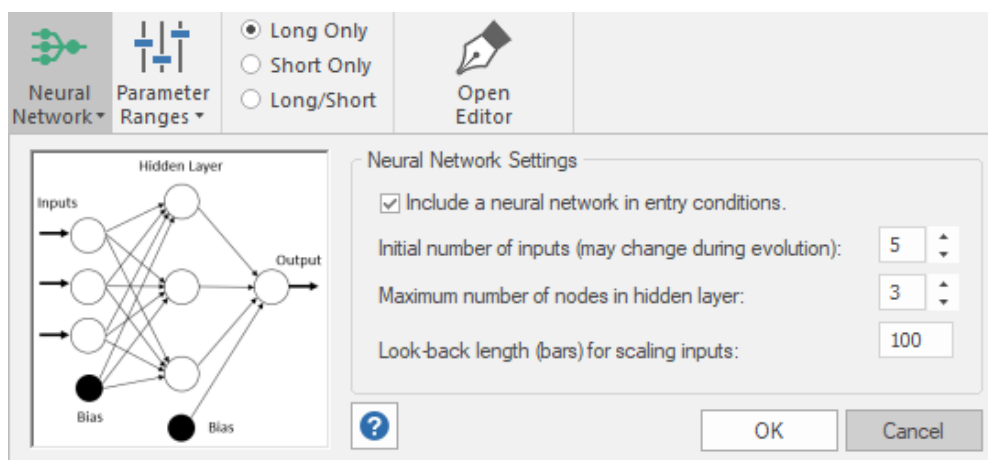 Neural
Network
Parameter
Ranges
Long Only
Short Only
Long/Short
Open
Editor
Hidden Layer
Inputs
Output
Bias
Bias
Neural Network Settings
Include a neural network in entry conditions.
Initial number of inputs (may change during evolution): 5
Maximum number of nodes in hidden layer: 3
Look-back length (bars) for scaling inputs: 100
?
OK
Cancel